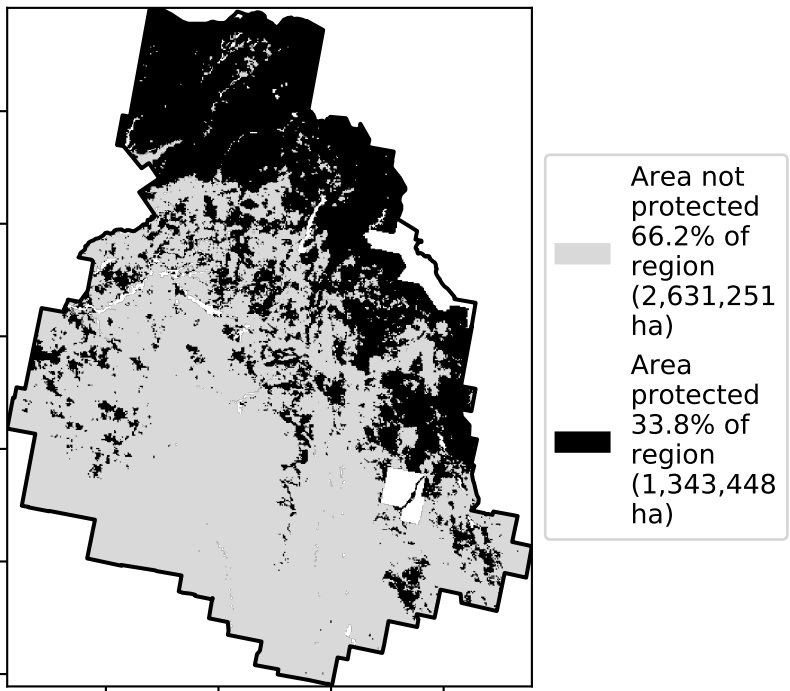 Area not
protected
66.2% of
region
(2,631,251
ha)
Area
protected
33.8% of
region
(1,343,448
ha)